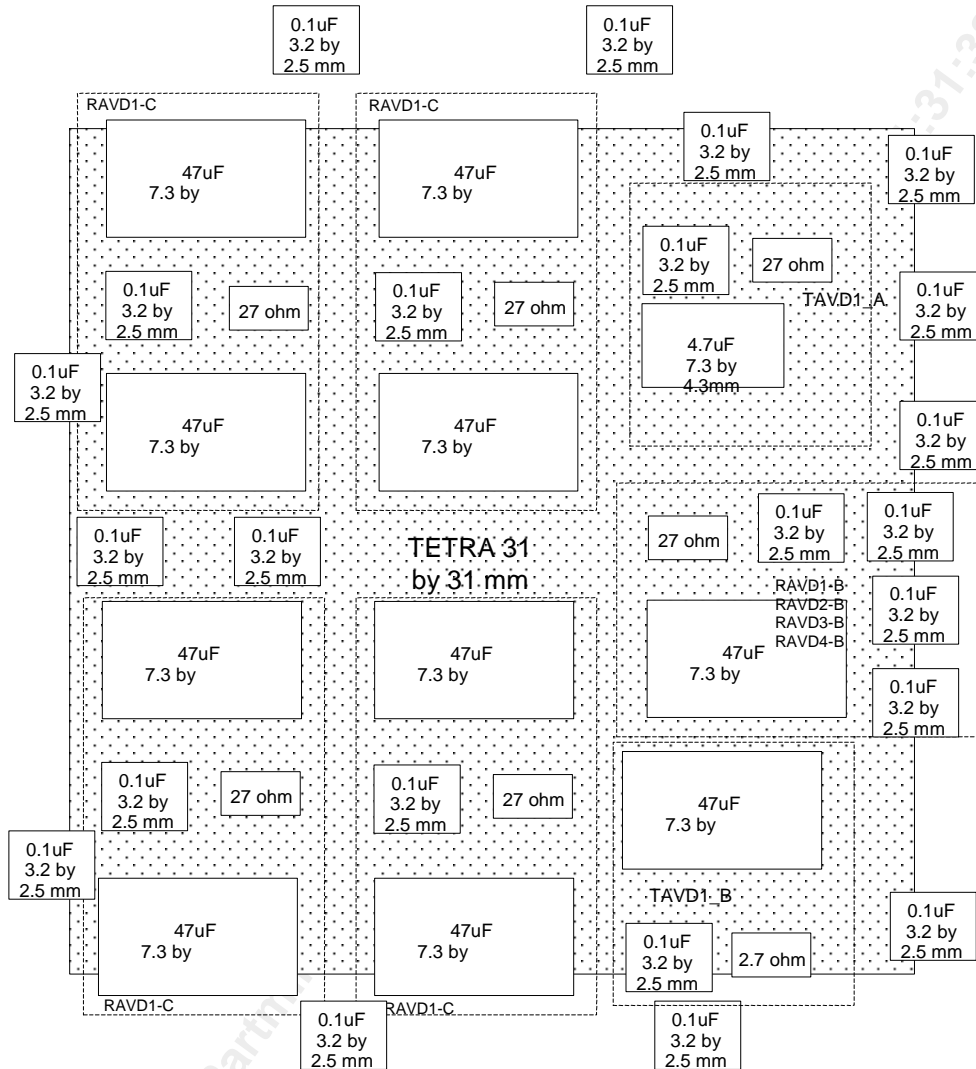 0.1uF
3.2 by
2.5 mm
0.1uF
3.2 by
2.5 mm
RAVD1-C
47uF
7.3 by
0.1uF
3.2 by
2.5 mm
27 ohm
47uF
7.3 by
RAVD1-C
47uF
7.3 by
0.1uF
3.2 by
2.5 mm
27 ohm
47uF
7.3 by
0.1uF
3.2 by
2.5 mm
0.1uF
3.2 by
2.5 mm
0.1uF
3.2 by
2.5 mm
27 ohm
TAVD1_A
4.7uF
7.3 by
4.3mm
0.1uF
3.2 by
2.5 mm
0.1uF
3.2 by
2.5 mm
0.1uF
3.2 by
2.5 mm
0.1uF
3.2 by
2.5 mm
0.1uF
3.2 by
2.5 mm
TETRA 31
by 31 mm
27 ohm
0.1uF
3.2 by
2.5 mm
0.1uF
3.2 by
2.5 mm
RAVD1-B
RAVD2-B
RAVD3-B
RAVD4-B
47uF
7.3 by
0.1uF
3.2 by
2.5 mm
0.1uF
3.2 by
2.5 mm
47uF
7.3 by
0.1uF
3.2 by
2.5 mm
27 ohm
47uF
7.3 by
RAVD1-C
47uF
7.3 by
0.1uF
3.2 by
2.5 mm
27 ohm
47uF
7.3 by
RAVD1-C
47uF
7.3 by
TAVD1_B
0.1uF
3.2 by
2.5 mm
2.7 ohm
0.1uF
3.2 by
2.5 mm
0.1uF
3.2 by
2.5 mm
0.1uF
3.2 by
2.5 mm
0.1uF
3.2 by
2.5 mm